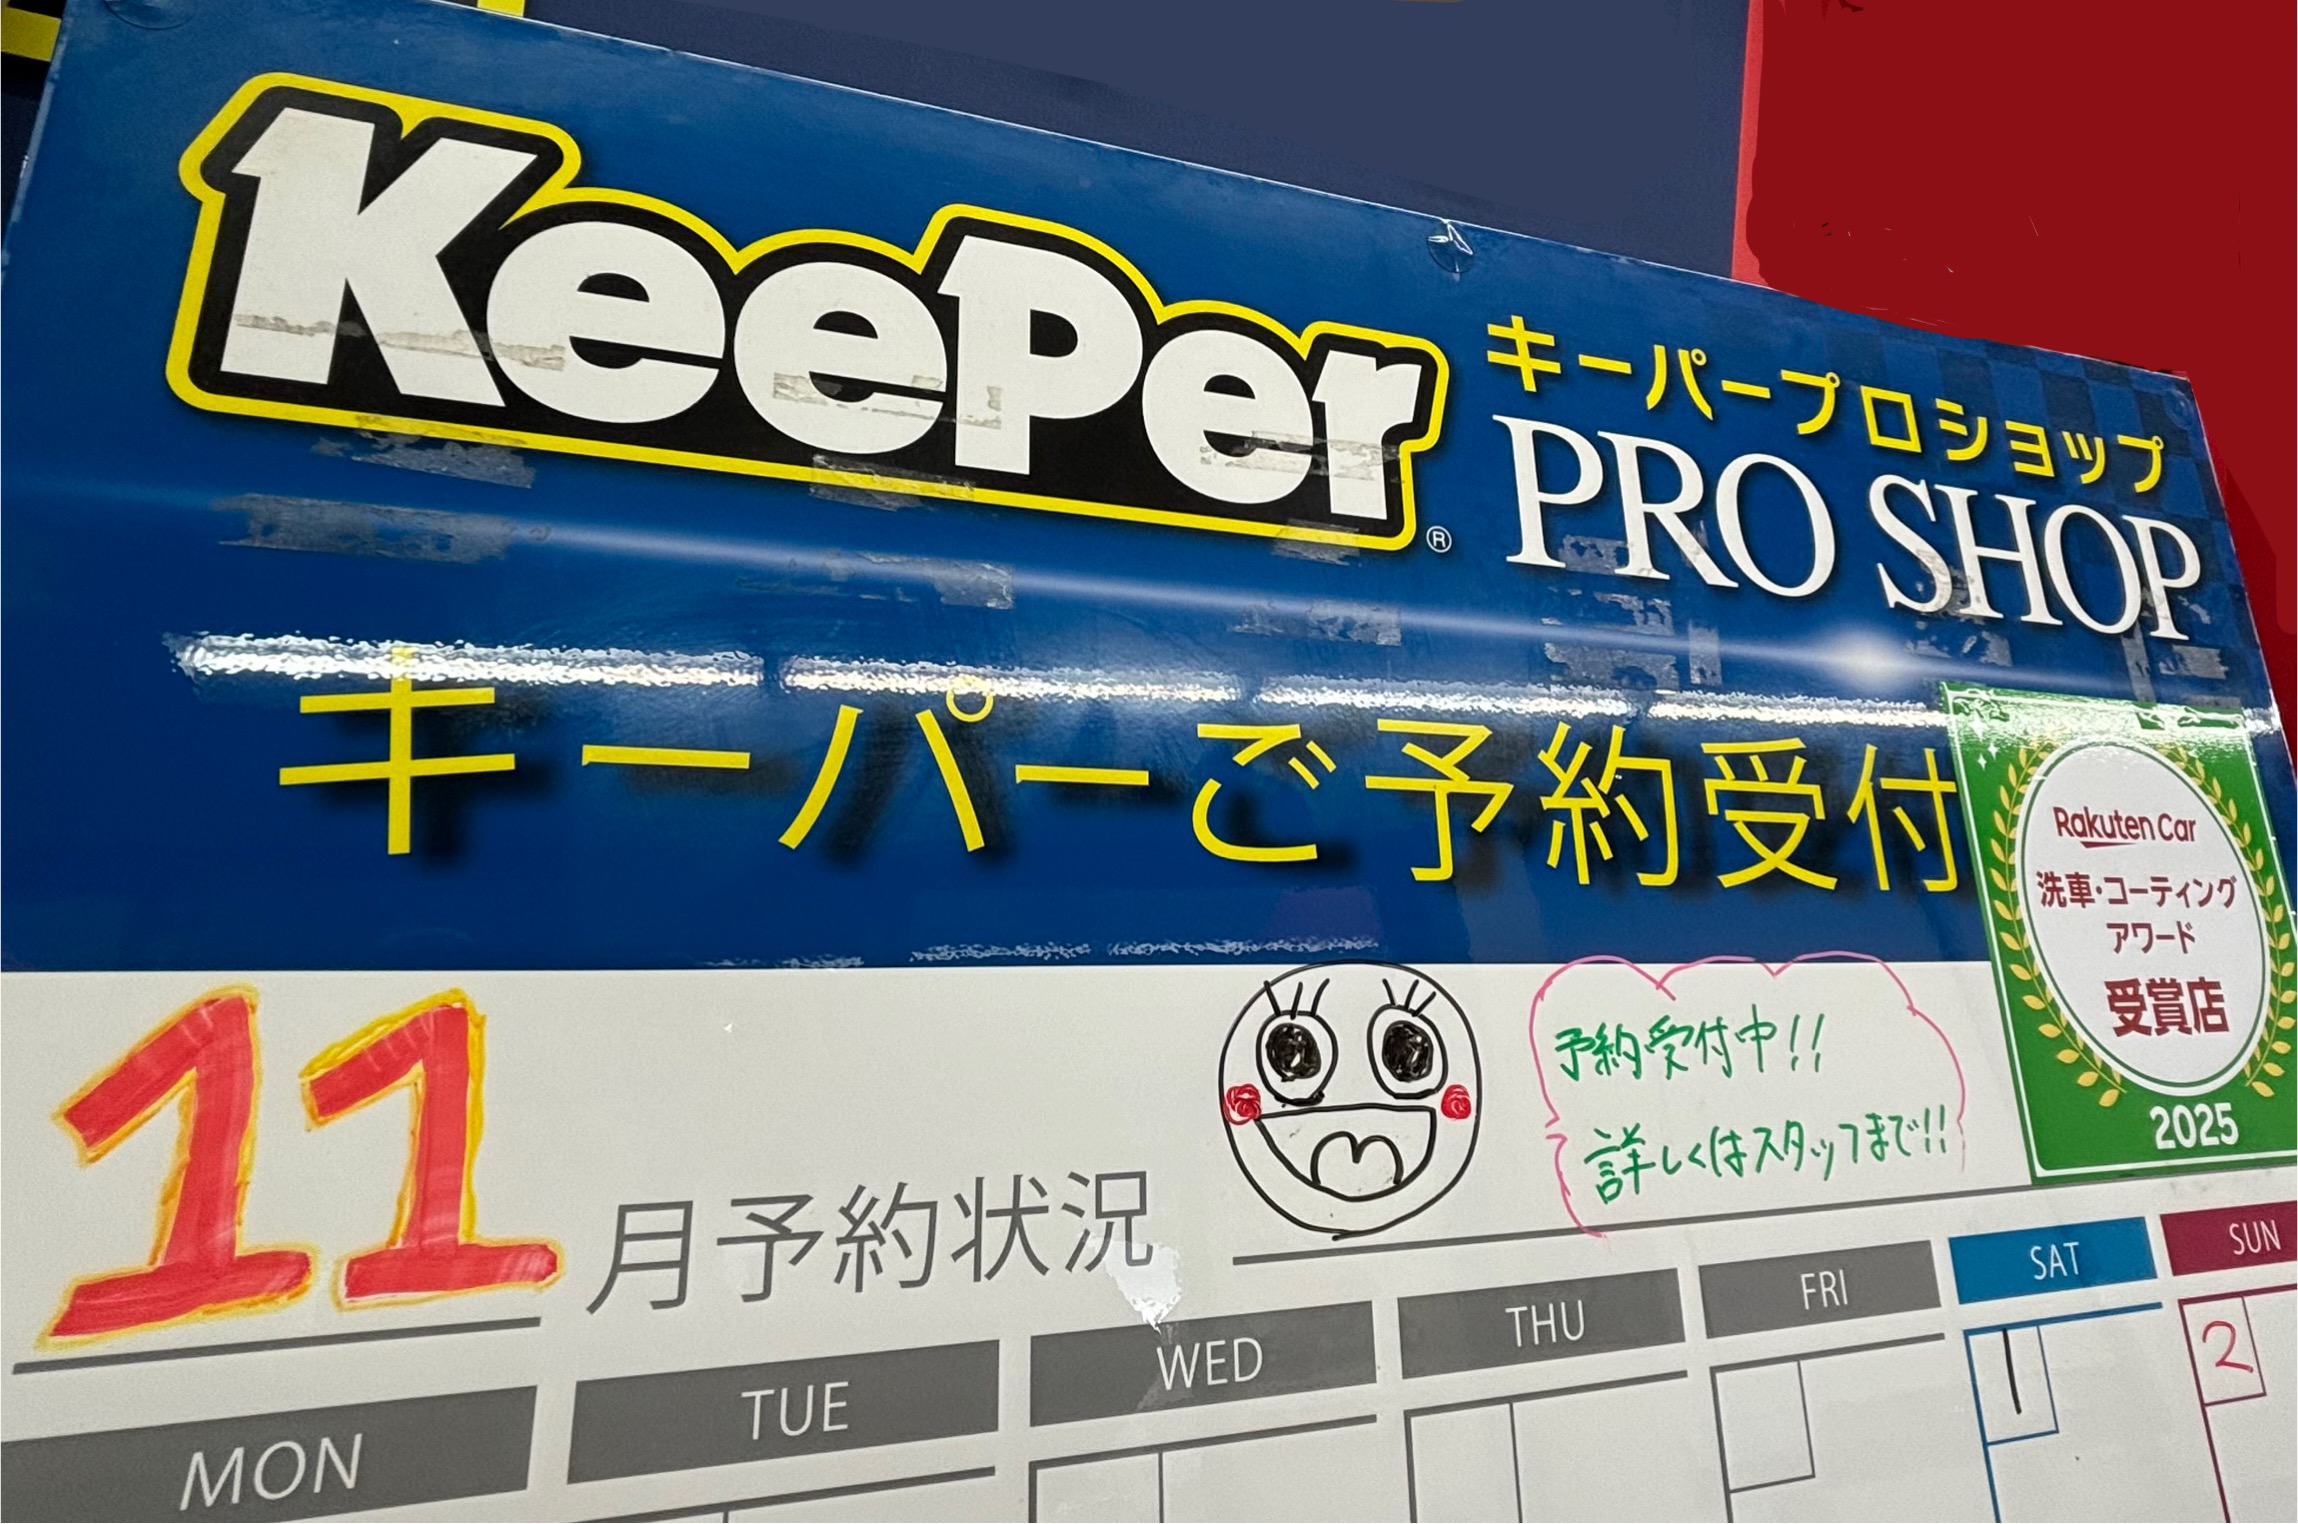 KeePer®
キーパープロショップ
PRO SHOP
キーパーご予約受付
Rakuten Car
洗車・コーティング
アワード
受賞店
2025
11月予約状況
予約受付中!!
詳しくはスタッフまで!!
MON TUE WED THU FRI SAT SUN
1 2